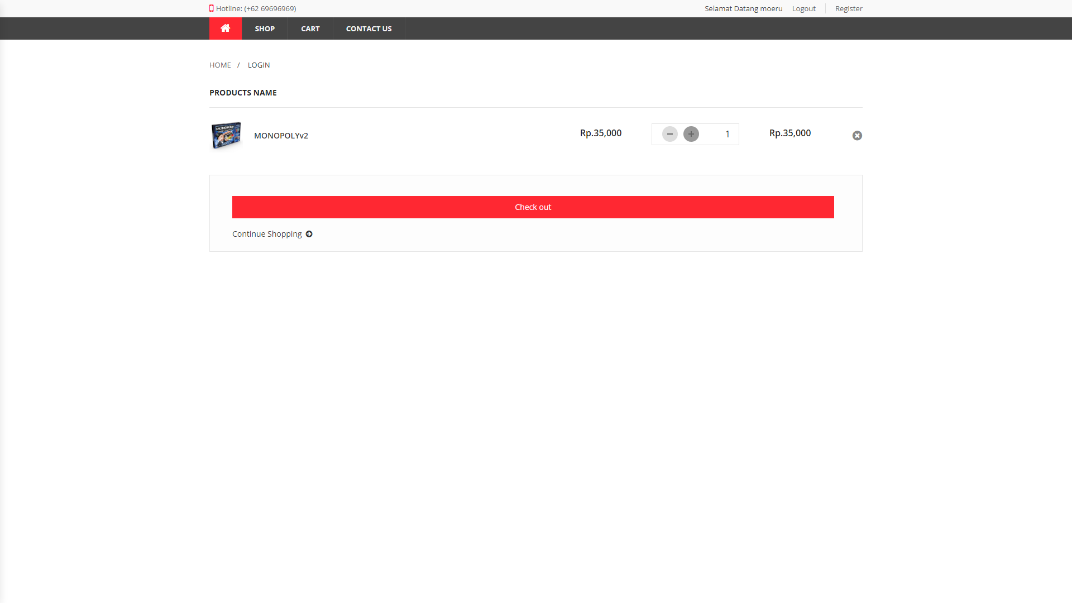 Hotline: (+62 69696969) Selamat Datang moeru Logout Register
SHOP CART CONTACT US
HOME / LOGIN
PRODUCTS NAME
MONOPOLYv2 Rp.35,000 1 Rp.35,000
Check out
Continue Shopping